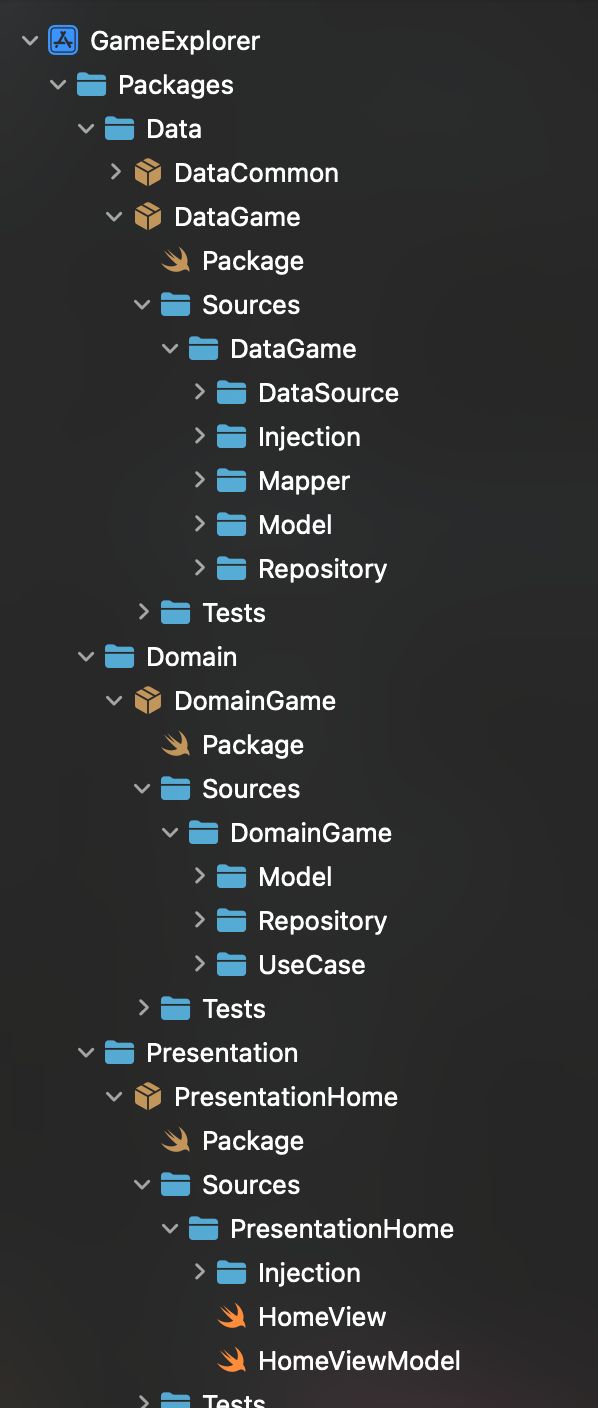 GameExplorer
Packages
Data
DataCommon
DataGame
Package
Sources
DataGame
DataSource
Injection
Mapper
Model
Repository
Tests
Domain
DomainGame
Package
Sources
DomainGame
Model
Repository
UseCase
Tests
Presentation
PresentationHome
Package
Sources
PresentationHome
Injection
HomeView
HomeViewModel
Tests